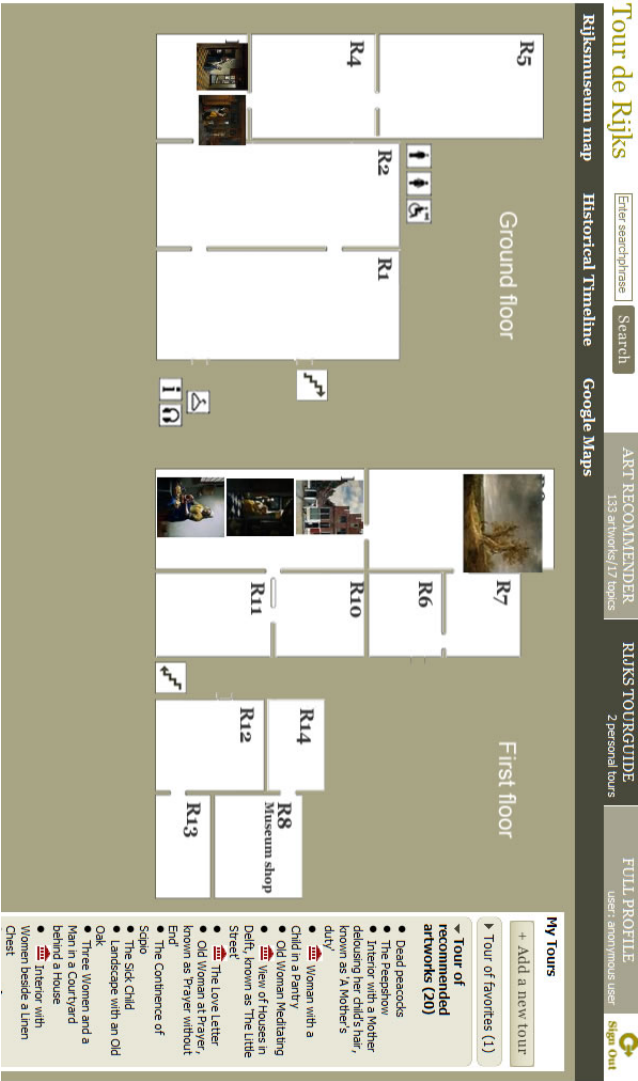 Tour de Rijks
Enter searchphrase
Search
ART RECOMMENDER
133 artworks/17 topics
RIJKS TOURGUIDE
2 personal tours
FULL PROFILE
user: anonymous user
Sign Out
Rijksmuseum map
Historical Timeline
Google Maps
Ground floor
First floor
R5
R4
R2
R1
R7
R6
R10
R11
R14
R12
R8
Museum shop
R13
My Tours
+ Add a new tour
Tour of favorites (1)
Tour of
recommended
artworks (20)
Dead peacocks
The Peepshow
Interior with a Mother
delousing her child's hair,
known as 'A Mother's
duty'
Woman with a
Child in a Pantry
Old Woman Meditating
View of Houses in
Delft, known as 'The Little
Street'
The Love Letter
Old Woman at Prayer,
known as 'Prayer without
End'
The Continence of
Scipio
The Sick Child
Landscape with an Old
Oak
Three Women and a
Man in a Courtyard
behind a House
Interior with
Women beside a Linen
Chest